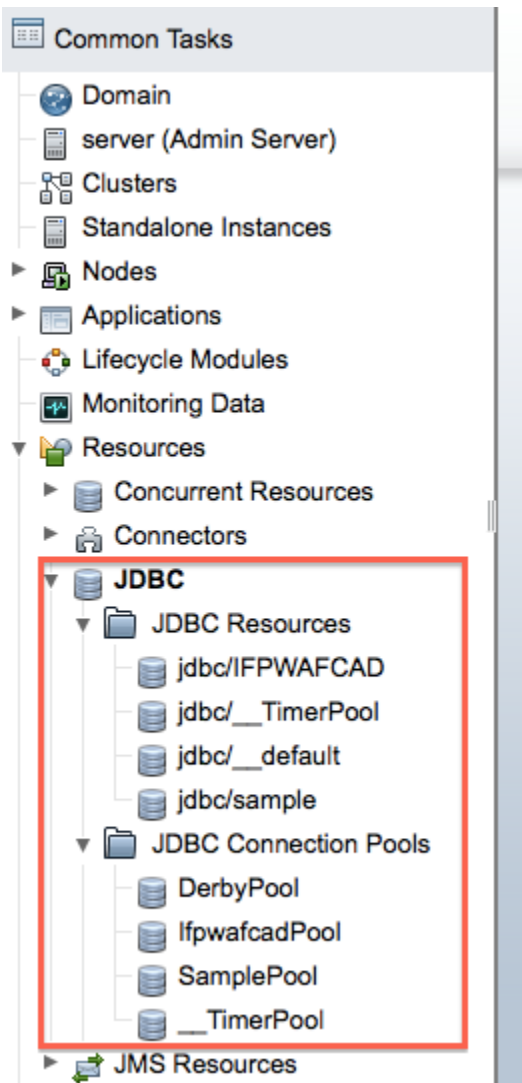 Common Tasks
Domain
server (Admin Server)
Clusters
Standalone Instances
Nodes
Applications
Lifecycle Modules
Monitoring Data
Resources
Concurrent Resources
Connectors
JDBC
JDBC Resources
jdbc/IFPWAFCAD
jdbc/__TimerPool
jdbc/__default
jdbc/sample
JDBC Connection Pools
DerbyPool
IfpwafcadPool
SamplePool
__TimerPool
JMS Resources